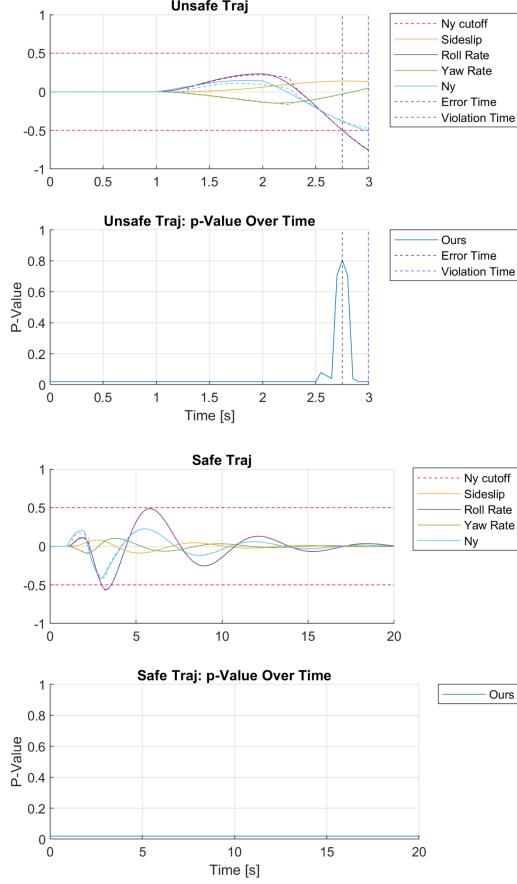 Unsafe Traj
1
0.5
0
-0.5
-1
0 0.5 1 1.5 2 2.5 3
Ny cutoff
Sideslip
Roll Rate
Yaw Rate
Ny
Error Time
Violation Time
Unsafe Traj: p-Value Over Time
P-Value
1
0.8
0.6
0.4
0.2
0
0 0.5 1 1.5 2 2.5 3
Time [s]
Ours
Error Time
Violation Time
Safe Traj
1
0.5
0
-0.5
-1
0 5 10 15 20
Ny cutoff
Sideslip
Roll Rate
Yaw Rate
Ny
Safe Traj: p-Value Over Time
P-Value
1
0.8
0.6
0.4
0.2
0
0 5 10 15 20
Time [s]
Ours